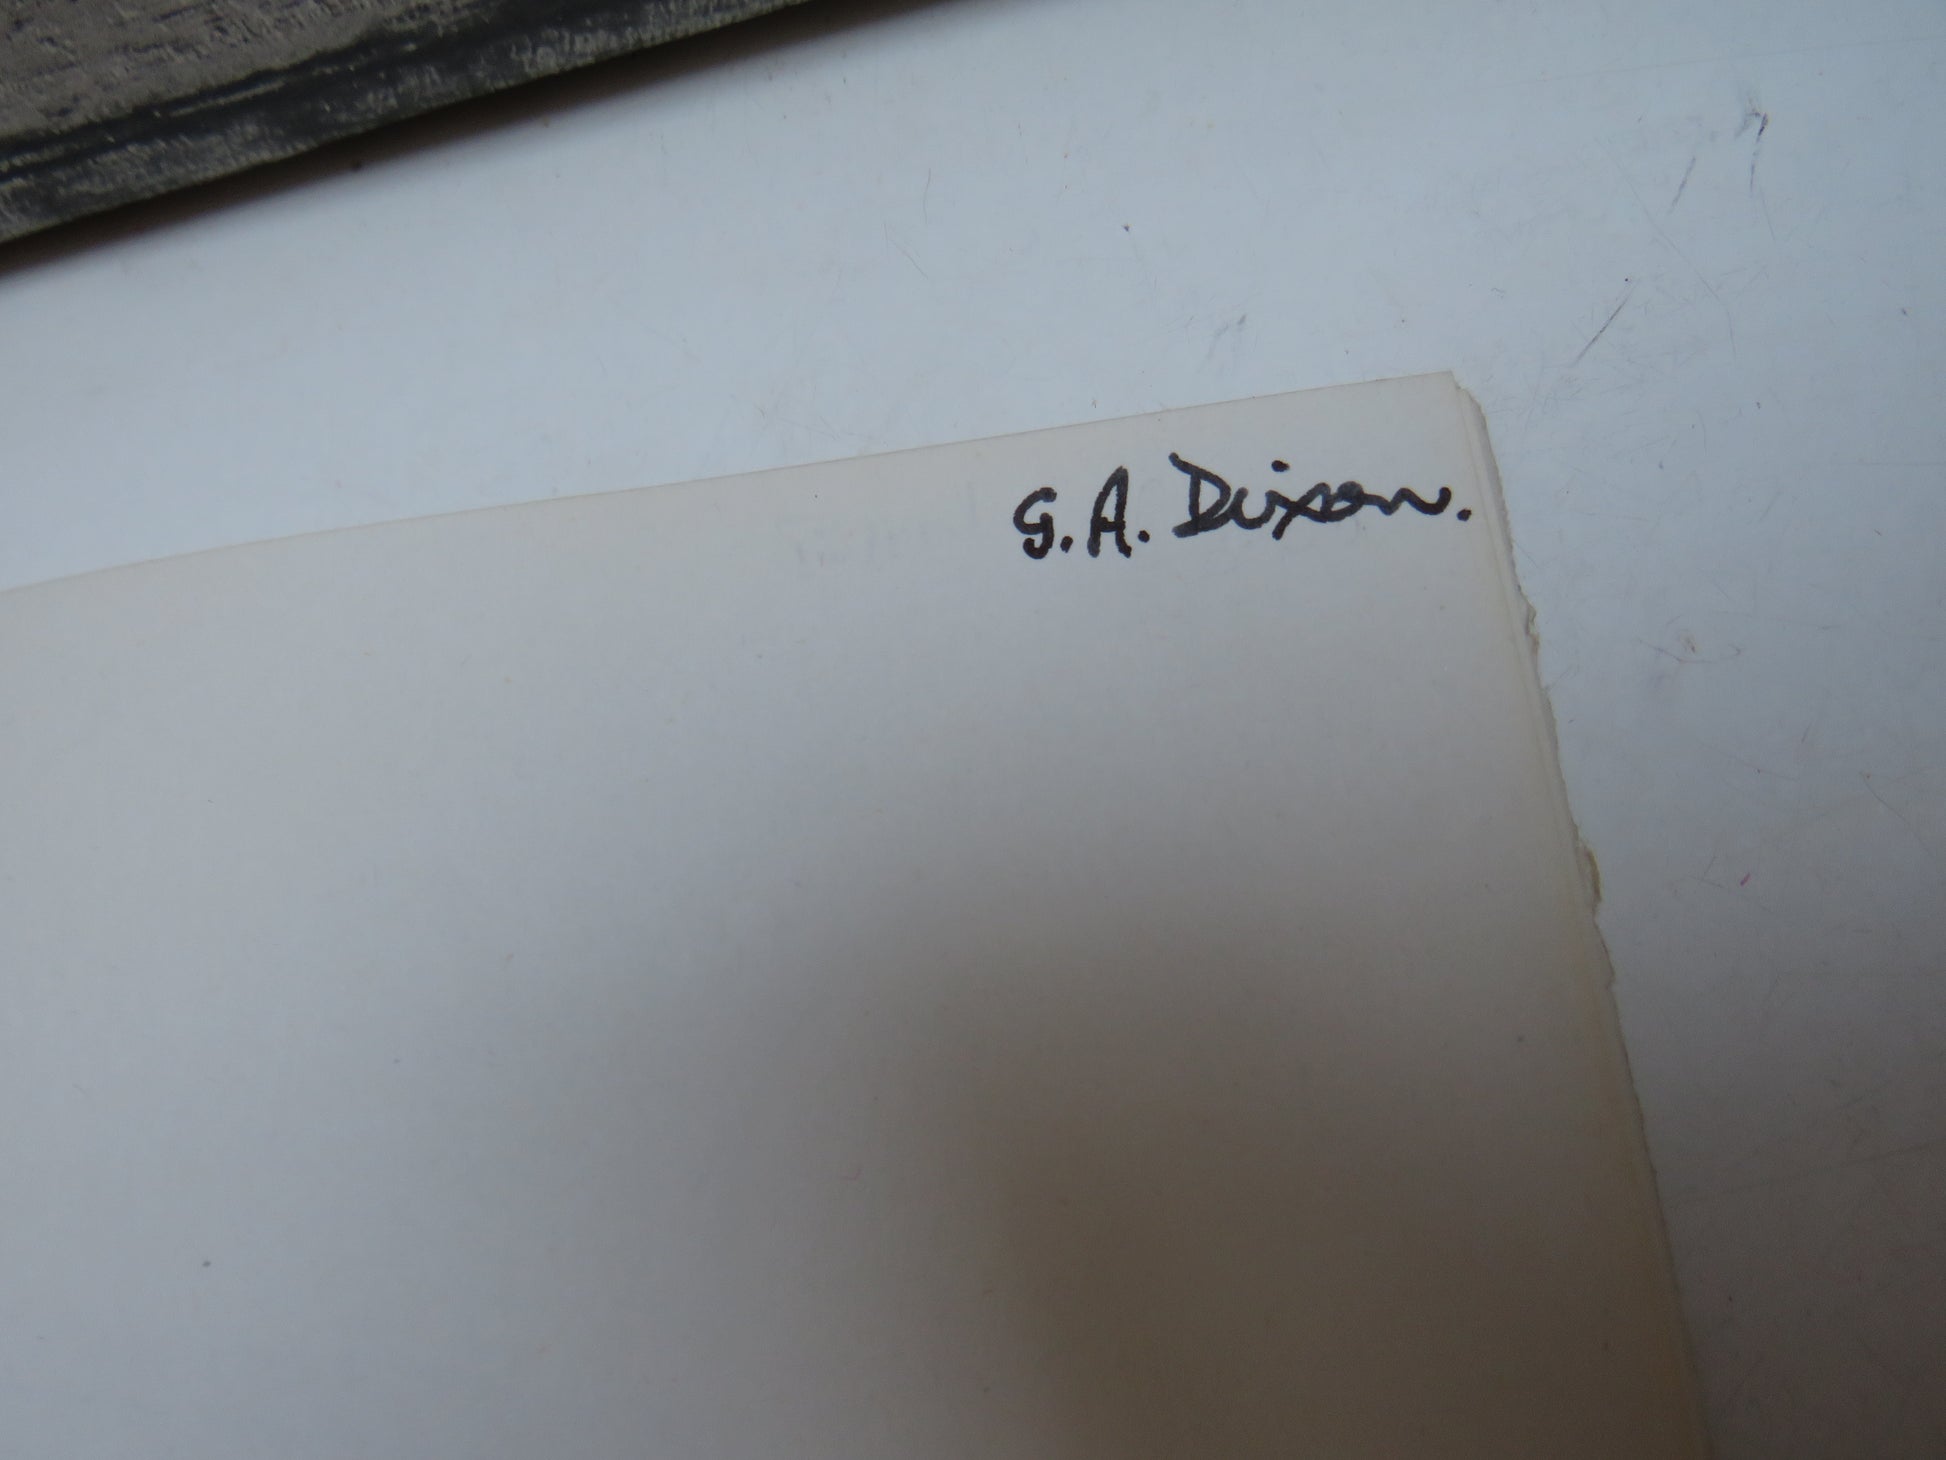 G. A. Dixon.